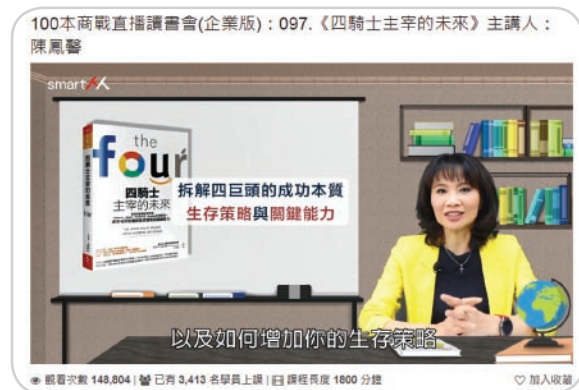 100本商戰直播讀書會(企業版)：097.《四騎士主宰的未來》主講人：
陳鳳馨
smart
the
four
四騎士
主宰的未來
拆解四巨頭的成功本質
生存策略與關鍵能力
以及如何增加你的生存策略
觀看次數 148,804 | 已有 3,413 名學員上課 | 課程長度 1800 分鐘
加入收藏